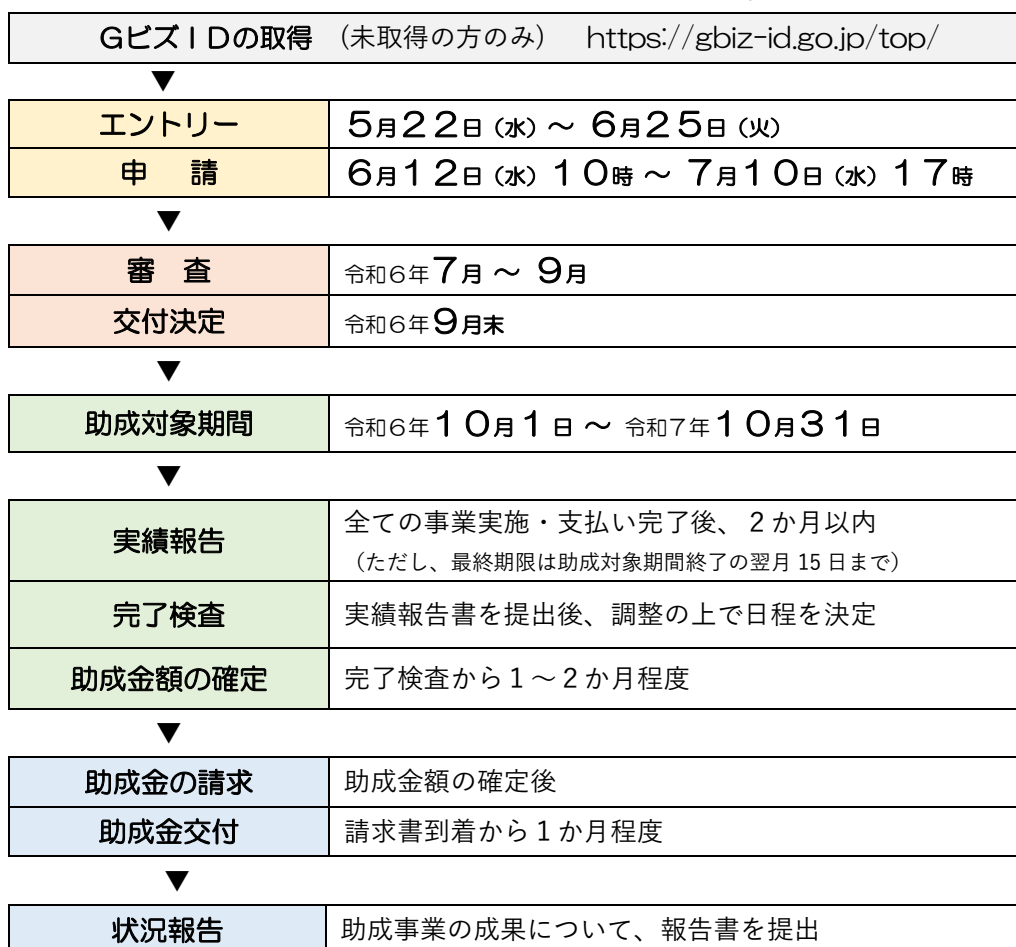 GビズIDの取得 （未取得の方のみ） https://gbiz-id.go.jp/top/
▼
エントリー 5月22日（水）～ 6月25日（火）
申 請 6月12日（水）10時～ 7月10日（水）17時
▼
審 査 令和6年7月～ 9月
交付決定 令和6年9月末
▼
助成対象期間 令和6年10月1日～ 令和7年10月31日
▼
実績報告 全ての事業実施・支払い完了後、2か月以内
（ただし、最終期限は助成対象期間終了の翌月15日まで）
完了検査 実績報告書を提出後、調整の上で日程を決定
助成金額の確定 完了検査から1～2か月程度
▼
助成金の請求 助成金額の確定後
助成金交付 請求書到着から1か月程度
▼
状況報告 助成事業の成果について、報告書を提出